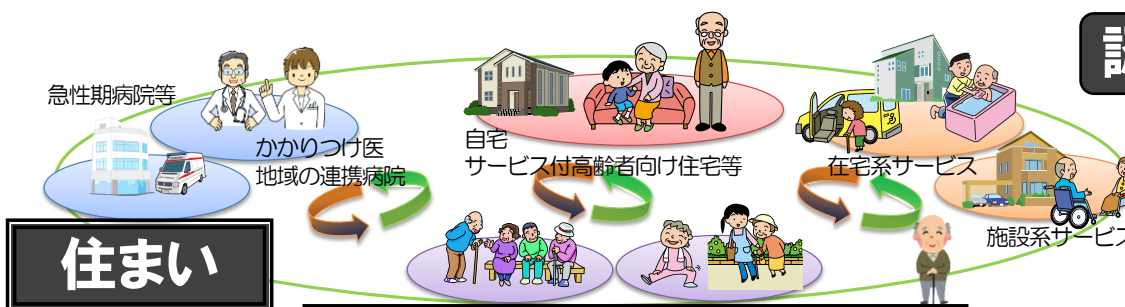 急性期病院等
かかりつけ医
地域の連携病院
自宅
サービス付高齢者向け住宅等
在宅系サービス
施設系サービス
住まい